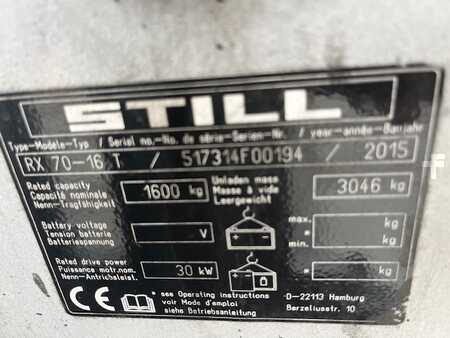 STILL
Type-Modele-Typ / Serial no.-No. de série-Serien-Nr. / year-année-Baujahr
RX 70-16 T / 517314F00194 / 2015
Rated capacity
Capacité nominale
Nenn-Tragfähigkeit
1600 kg
Unladen mass
Masse à vide
Leergewicht
3046 kg
Battery voltage
Tension batterie
Batteriespannung
V
max. kg
min. kg
Rated drive power
Puissance motr.nom.
Nenn-Antriebsleist.
30 kW
kg
CE
* see Operating instructions
voir Mode d'emploi
siehe Betriebsanleitung
D-22113 Hamburg
Berzeliusstr. 10